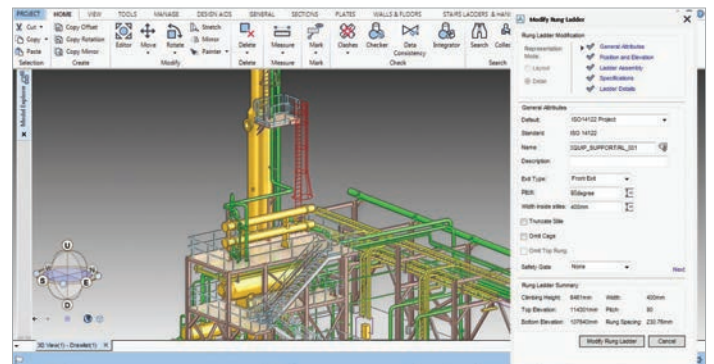 PROJECT HOME VIEW TOOLS MANAGE DESIGN AIDS GENERAL SECTIONS PLATES WALLS & FLOORS STAIRS LADDERS & HAN
Cut Copy Offset Stretch
Copy Copy Rotation Editor Move Rotate Mirror Delete Measure Mark Clashes Checker Data Consistency Integrator Search Collec
Paste Copy Mirror Painter
Selection Create Modify Delete Measure Mark Check Search
Model Explorer
U
N
S E
D
3D View(1) - Drawlist(1)
Modify Rung Ladder
Rung Ladder Modification
Representation Mode:
Layout
Detail
General Attributes
Position and Elevation
Ladder Assembly
Specifications
Ladder Details
General Attributes
Default: ISO14122 Project
Standard ISO 14122
Name EQUIP_SUPPORT/RL_001
Description
Exit Type: Front Exit
Pitch: 90degree
Width inside stiles 400mm
Truncate Stile
Omit Cage
Omit Top Rung
Safety Gate None
Next
Rung Ladder Summary
Climbing Height: 6461mm Width: 400mm
Top Elevation: 114301mm Pitch: 90
Bottom Elevation: 107840mm Rung Spacing: 230.76mm
Modify Rung Ladder Cancel